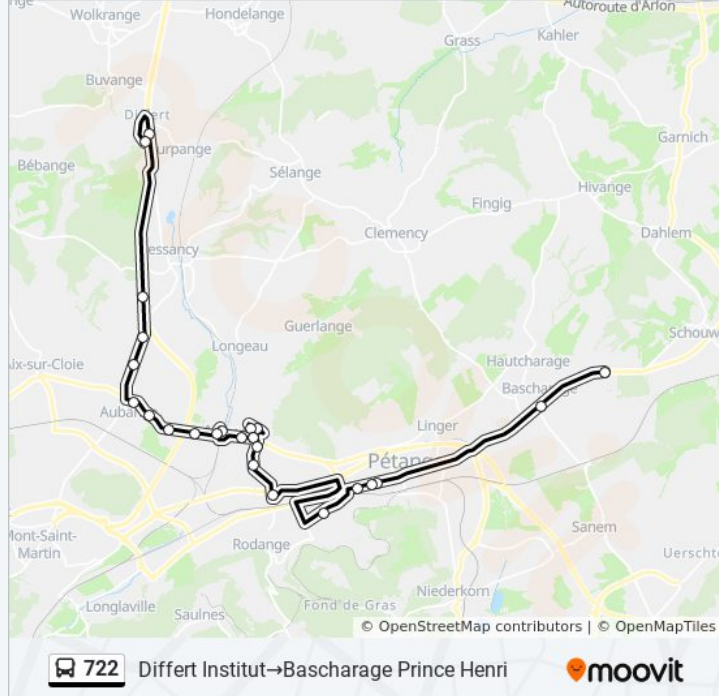 Autoroute d'Arlon
Wolkrange
Hondelange
Kahler
Grass
Buvange
Garnich
Bébange
Sélange
Hivange
Fingig
Clemency
Dahlem
Guerlange
Longeau
Hautcharage
Linger
Pétang
Sanem
Mont-Saint-
Martin
Rodange
Niederkorn
Longlaville
Saulnes
Fond de Gras
© OpenStreetMap contributors | © OpenMapTiles
722 Differt Institut→Bascharage Prince Henri
moovit